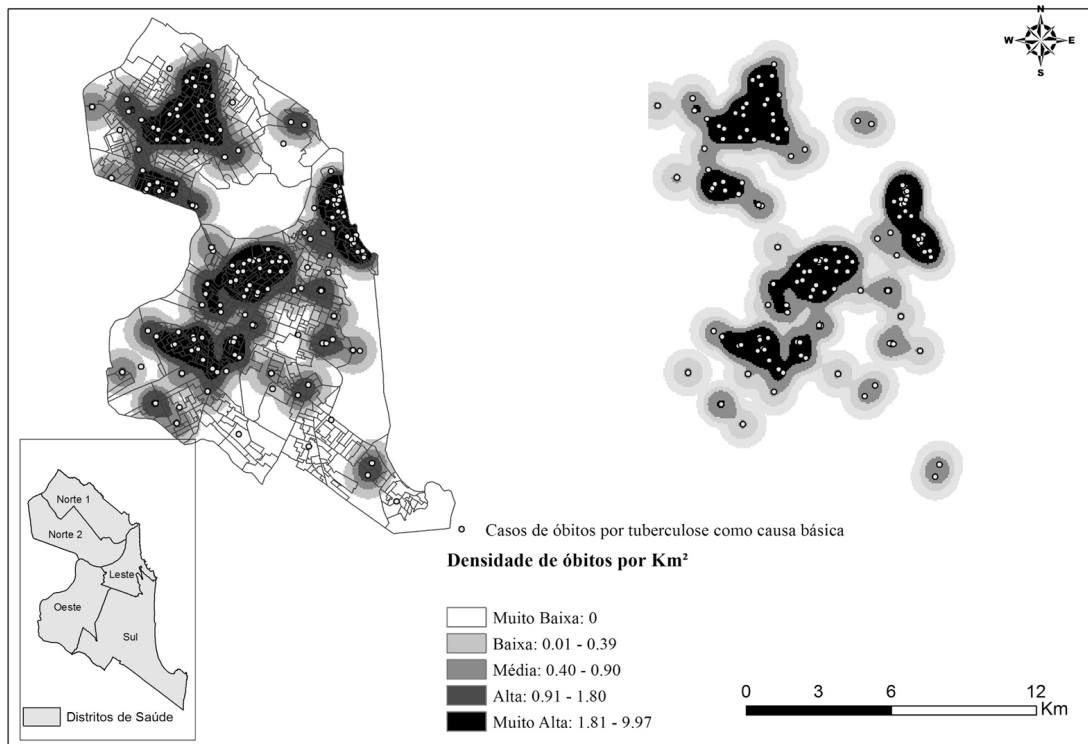 N
W E
S
Norte 1
Norte 2
Leste
Oeste
Sul
Distritos de Saúde
Casos de óbitos por tuberculose como causa básica
Densidade de óbitos por Km²
Muito Baixa: 0
Baixa: 0.01 - 0.39
Média: 0.40 - 0.90
Alta: 0.91 - 1.80
Muito Alta: 1.81 - 9.97
0 3 6 12
Km